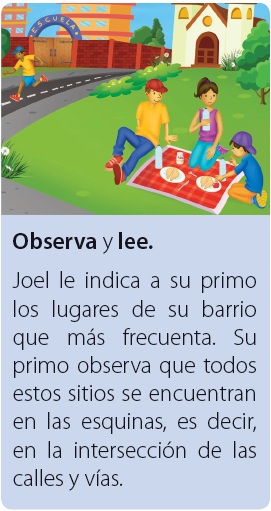 ESCUELA
Observa y lee.
Joel le indica a su primo
los lugares de su barrio
que más frecuenta. Su
primo observa que todos
estos sitios se encuentran
en las esquinas, es decir,
en la intersección de las
calles y vías.